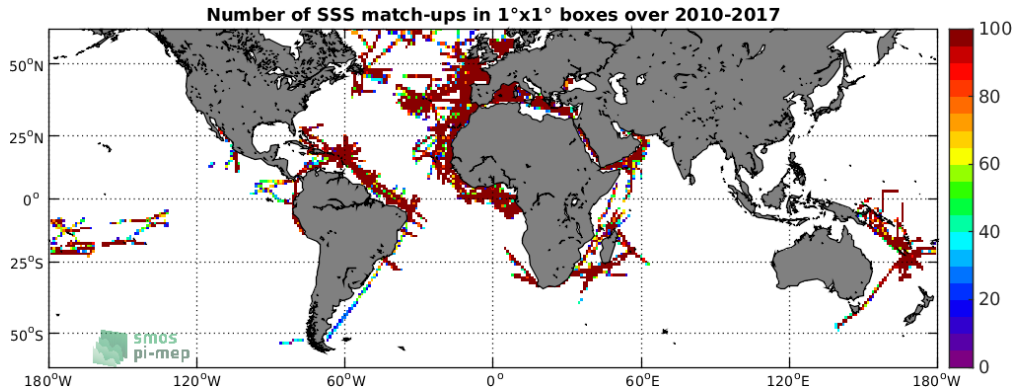 Number of SSS match-ups in 1°x1° boxes over 2010-2017
100
50°N
80
25°N
60
0°
40
25°S
20
50°S
smos
pi-mep
0
180°W 120°W 60°W 0° 60°E 120°E 180°W